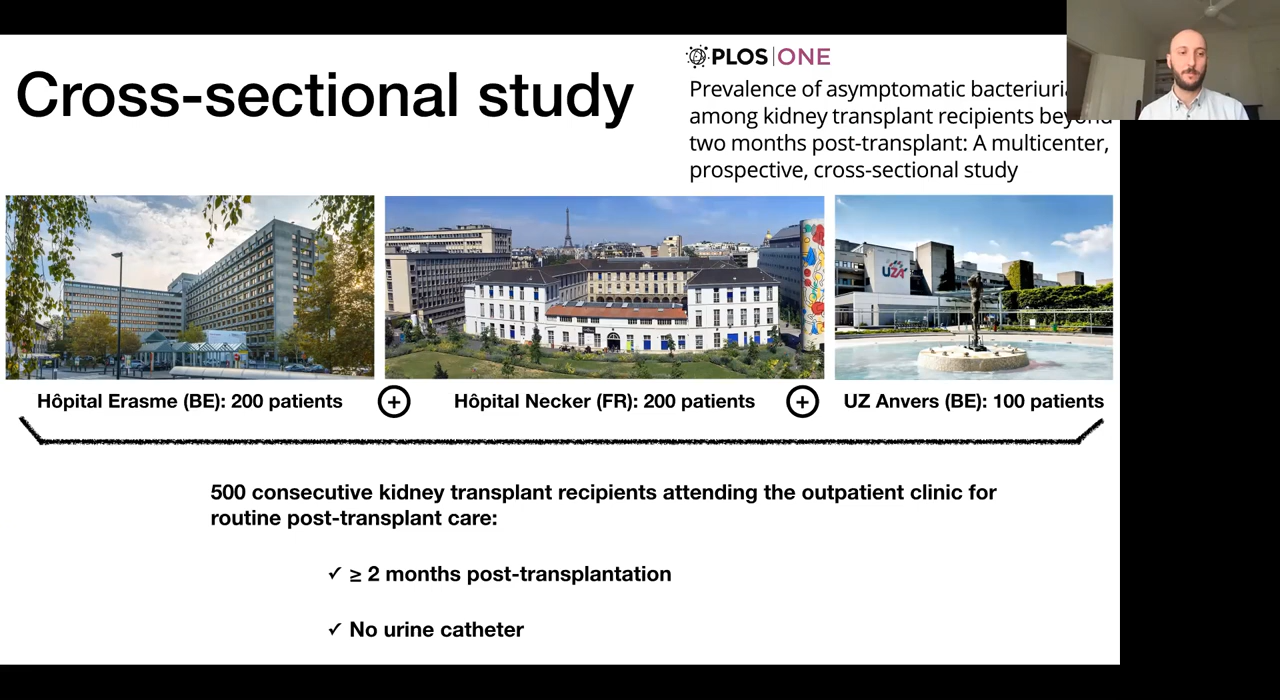 Cross-sectional study
PLOS ONE
Prevalence of asymptomatic
among kidney transplant recipients beyond
two months post-transplant: A multicenter,
prospective, cross-sectional study
UZA
Hôpital Erasme (BE): 200 patients
+
Hôpital Necker (FR): 200 patients
+
UZ Anvers (BE): 100 patients
500 consecutive kidney transplant recipients attending the outpatient clinic for
routine post-transplant care:
✓ ≥ 2 months post-transplantation
✓ No urine catheter